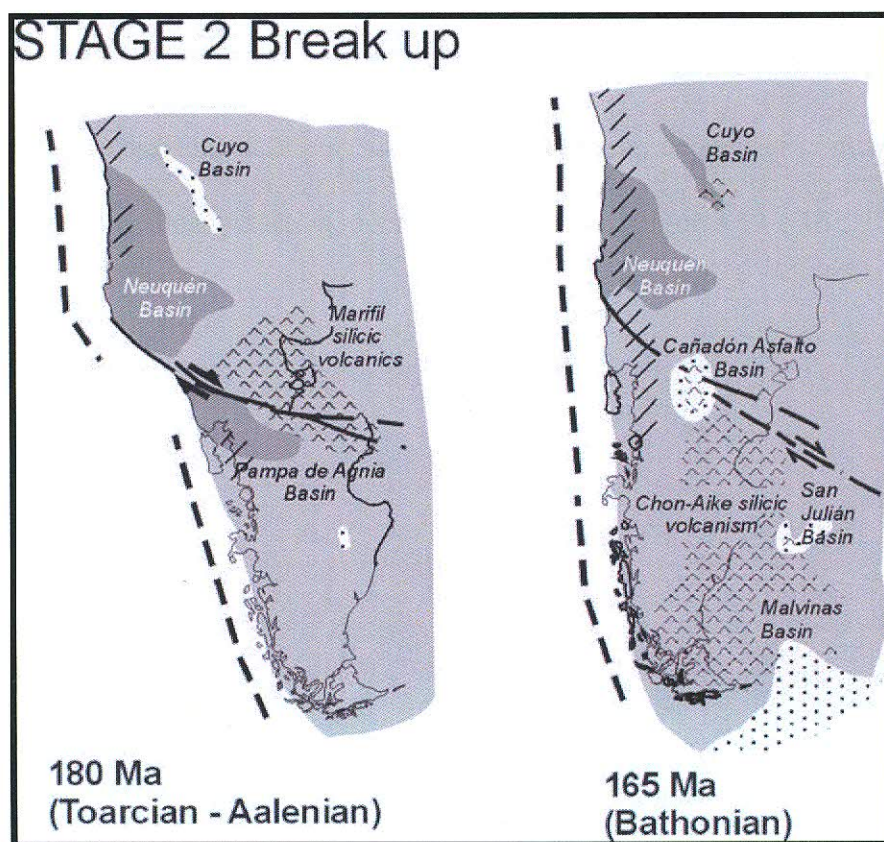 STAGE 2 Break up
Cuyo
Basin
Neuquén
Basin
Marifil
silicic
volcanics
Pampa de Agnia
Basin
180 Ma
(Toarcian - Aalenian)
Cuyo
Basin
Neuquén
Basin
Cañadón Asfalto
Basin
Chon-Aike silicic
volcanism
San
Julián
Basin
Malvinas
Basin
165 Ma
(Bathonian)